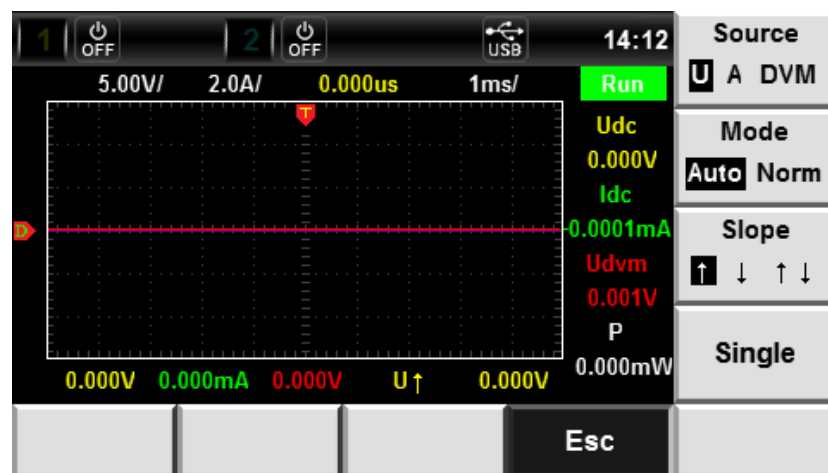 1 OFF 2 OFF USB 14:12
5.00V/ 2.0A/ 0.000us 1ms/ Run
T
D
Udc
0.000V
Idc
-0.0001mA
Udvm
0.001V
P
0.000mW
0.000V 0.000mA 0.000V U↑ 0.000V
Source
U A DVM
Mode
Auto Norm
Slope
↑ ↓ ↑↓
Single
Esc